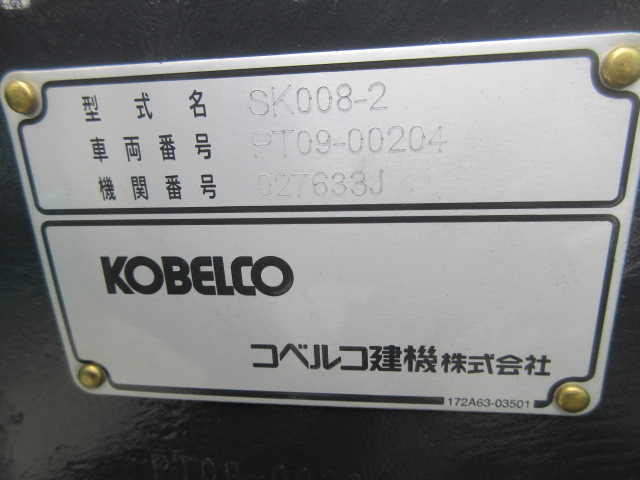 型式名 SK008-2
車両番号 PT09-00204
機関番号 027633J
KOBELCO
コベルコ建機株式会社
172A63-03501